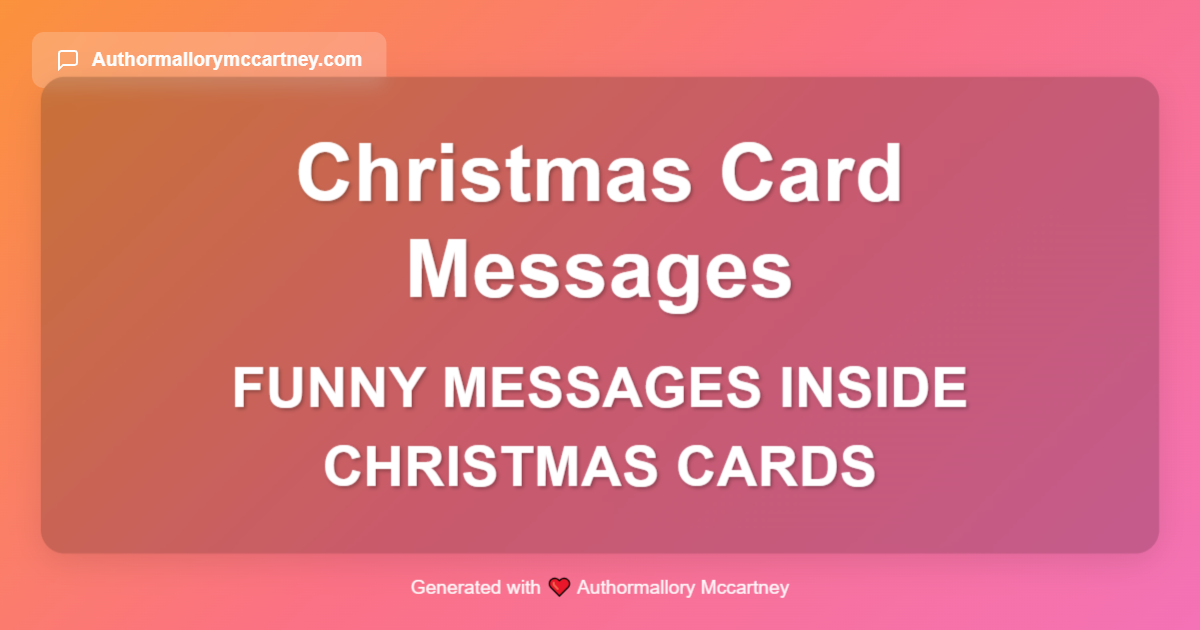 Authormallorymccartney.com
Christmas Card
Messages
FUNNY MESSAGES INSIDE
CHRISTMAS CARDS
Generated with ❤️ Authormallory Mccartney